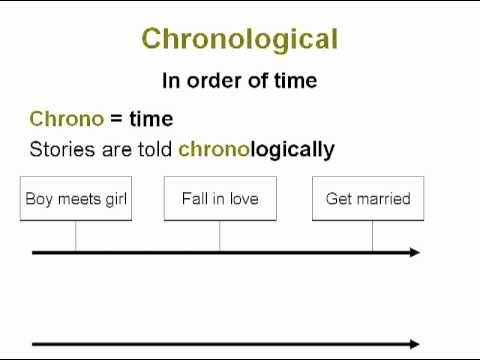 Chronological
In order of time
Chrono = time
Stories are told chronologically
Boy meets girl
Fall in love
Get married